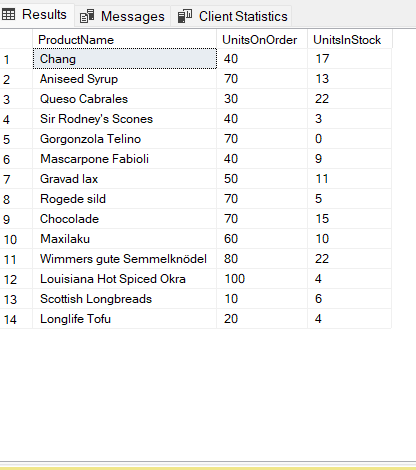 Results Messages Client Statistics
ProductName UnitsOnOrder UnitsInStock
1 Chang 40 17
2 Aniseed Syrup 70 13
3 Queso Cabrales 30 22
4 Sir Rodney's Scones 40 3
5 Gorgonzola Telino 70 0
6 Mascarpone Fabioli 40 9
7 Gravad lax 50 11
8 Rogede sild 70 5
9 Chocolade 70 15
10 Maxilaku 60 10
11 Wimmers gute Semmelknödel 80 22
12 Louisiana Hot Spiced Okra 100 4
13 Scottish Longbreads 10 6
14 Longlife Tofu 20 4